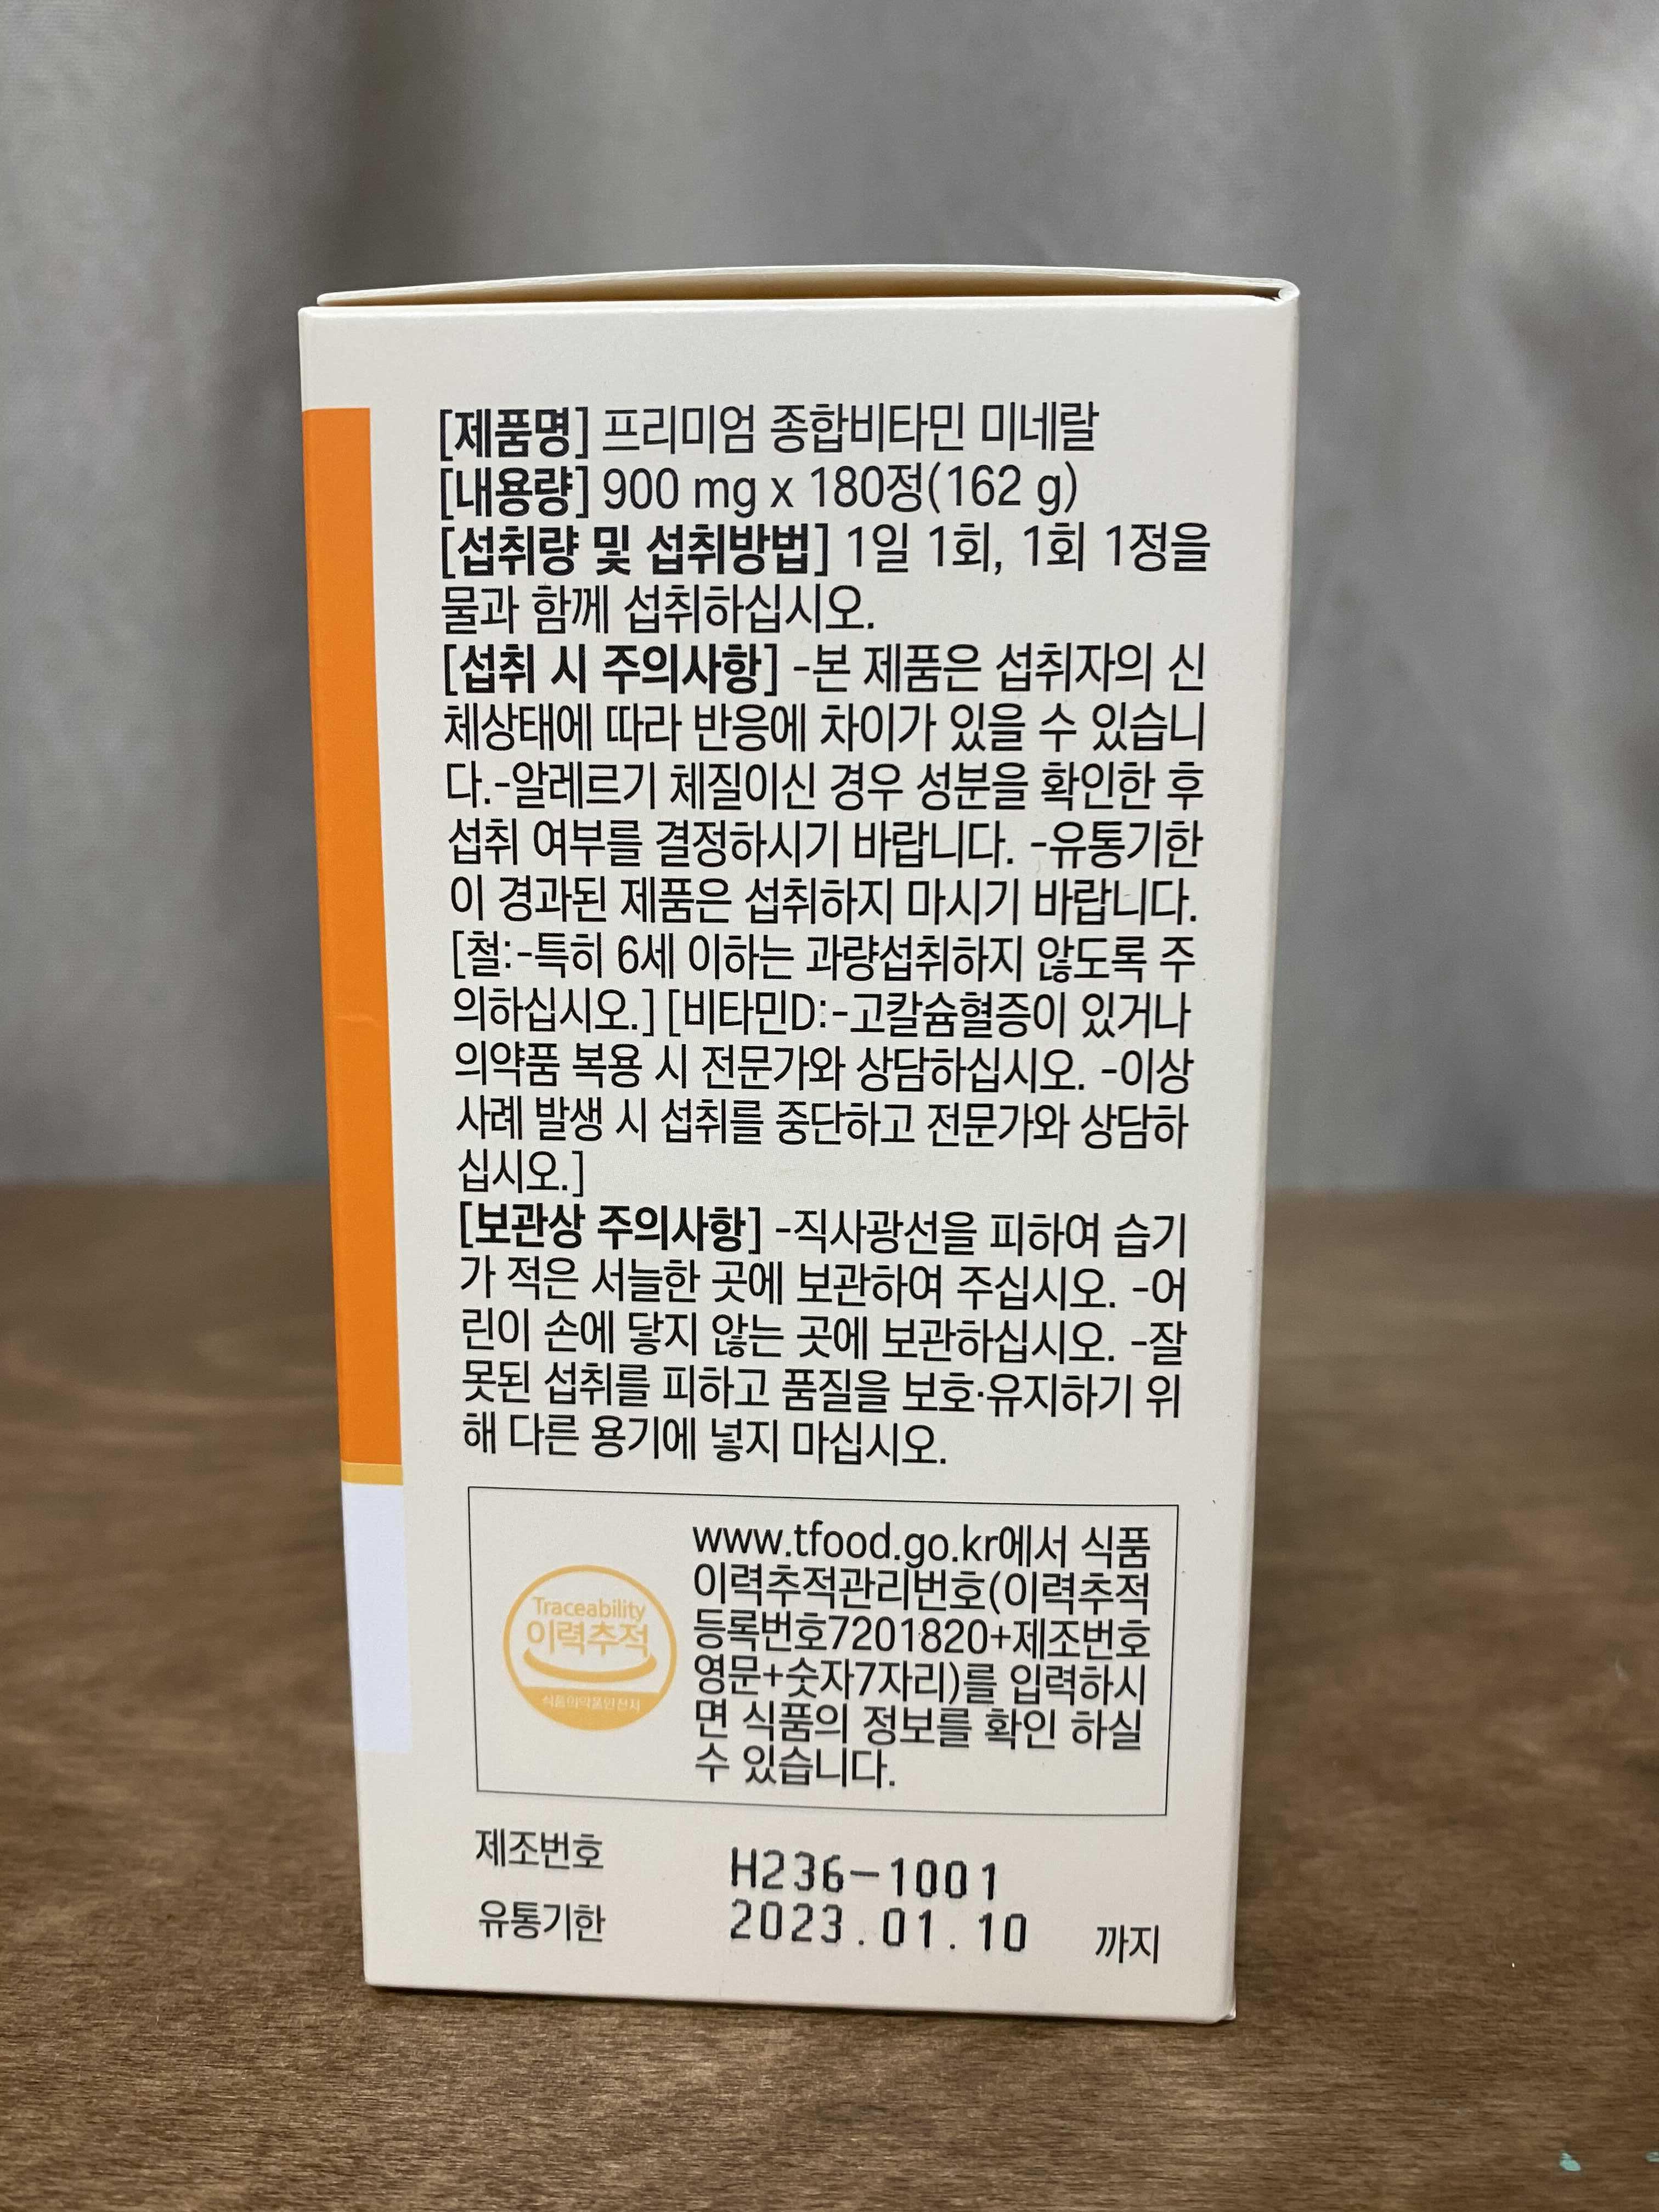 [제품명] 프리미엄 종합비타민 미네랄
[내용량] 900 mg x 180정(162 g)
[섭취량 및 섭취방법] 1일 1회, 1회 1정을
물과 함께 섭취하십시오.
[섭취 시 주의사항] -본 제품은 섭취자의 신
체상태에 따라 반응에 차이가 있을 수 있습니
다.-알레르기 체질이신 경우 성분을 확인한 후
섭취 여부를 결정하시기 바랍니다. -유통기한
이 경과된 제품은 섭취하지 마시기 바랍니다.
[철:-특히 6세 이하는 과량섭취하지 않도록 주
의하십시오.] [비타민D:-고칼슘혈증이 있거나
의약품 복용 시 전문가와 상담하십시오. -이상
사례 발생 시 섭취를 중단하고 전문가와 상담하
십시오.]
[보관상 주의사항] -직사광선을 피하여 습기
가 적은 서늘한 곳에 보관하여 주십시오. -어
린이 손에 닿지 않는 곳에 보관하십시오. -잘
못된 섭취를 피하고 품질을 보호·유지하기 위
해 다른 용기에 넣지 마십시오.
Traceability
이력추적
식품의약품안전처
www.tfood.go.kr에서 식품
이력추적관리번호(이력추적
등록번호7201820+제조번호
영문+숫자7자리)를 입력하시
면 식품의 정보를 확인 하실
수 있습니다.
제조번호 H236-1001
유통기한 2023.01.10 까지